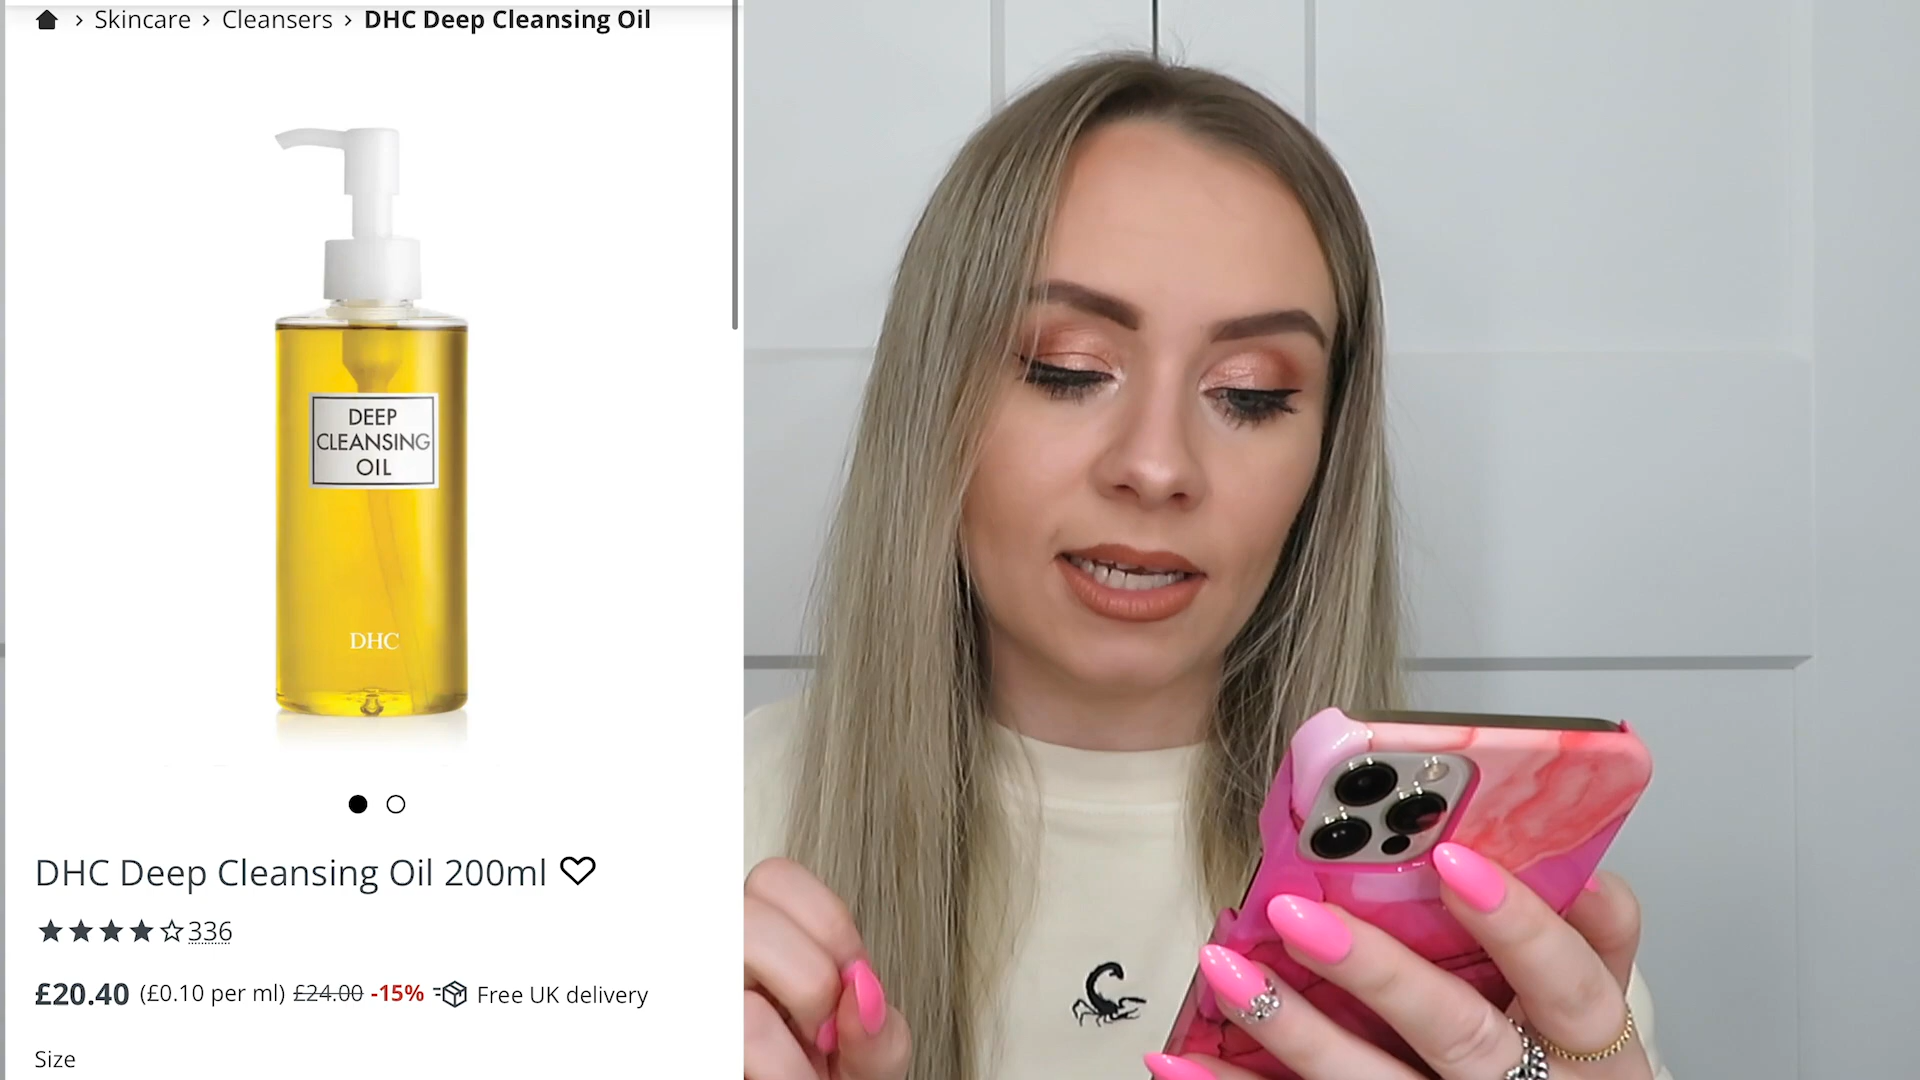 Skincare › Cleansers › DHC Deep Cleansing Oil
DEEP
CLEANSING
OIL
DHC
DHC Deep Cleansing Oil 200ml
336
£20.40 (£0.10 per ml) £24.00 -15% Free UK delivery
Size